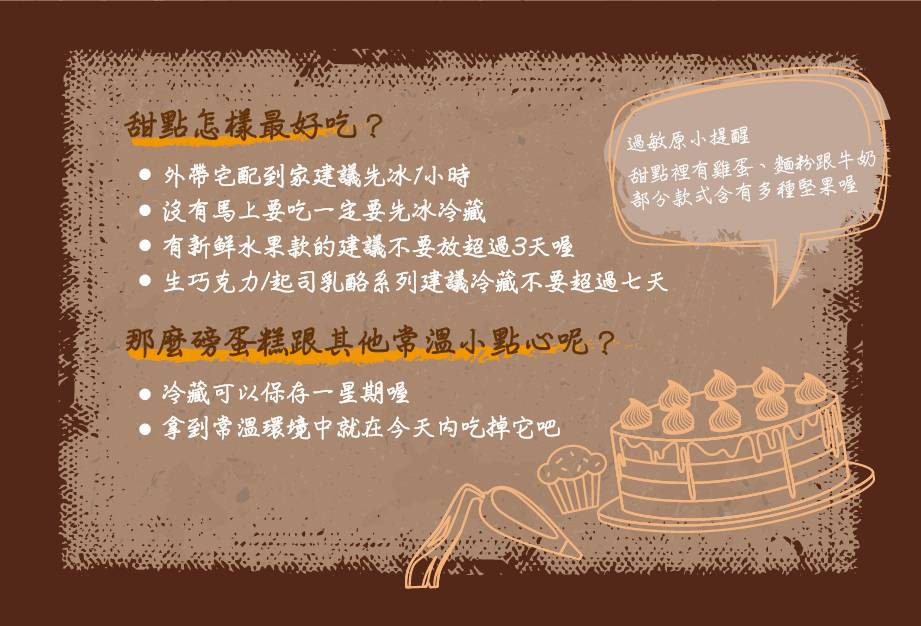 甜點怎樣最好吃？
• 外帶宅配到家建議先冰1小時
• 沒有馬上要吃一定要先冰冷藏
• 有新鮮水果款的建議不要放超過3天喔
• 生巧克力/起司乳酪系列建議冷藏不要超過七天
過敏原小提醒
甜點裡有雞蛋、麵粉跟牛奶
部分款式含有多種堅果喔
那麼磅蛋糕跟其他常溫小點心呢？
• 冷藏可以保存一星期喔
• 拿到常溫環境中就在今天內吃掉它吧